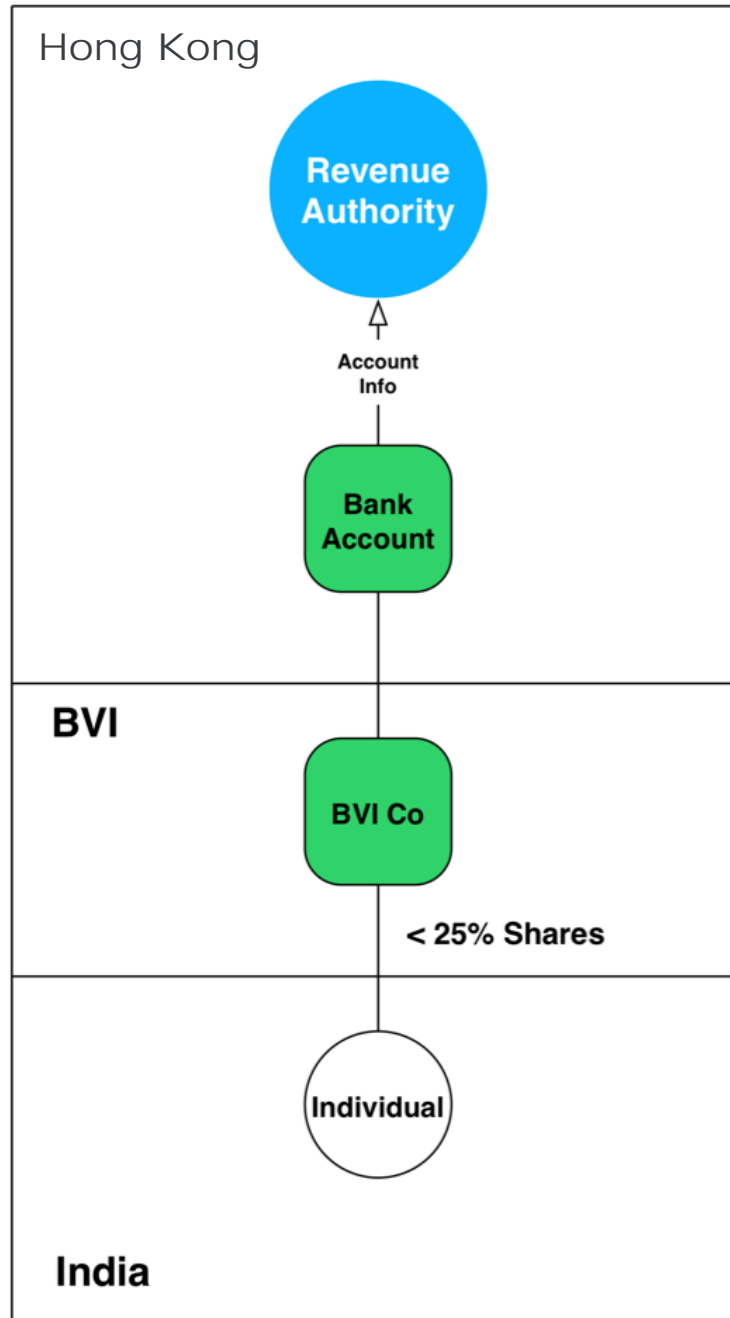 Hong Kong
Revenue
Authority
Account
Info
Bank
Account
BVI
BVI Co
< 25% Shares
Individual
India